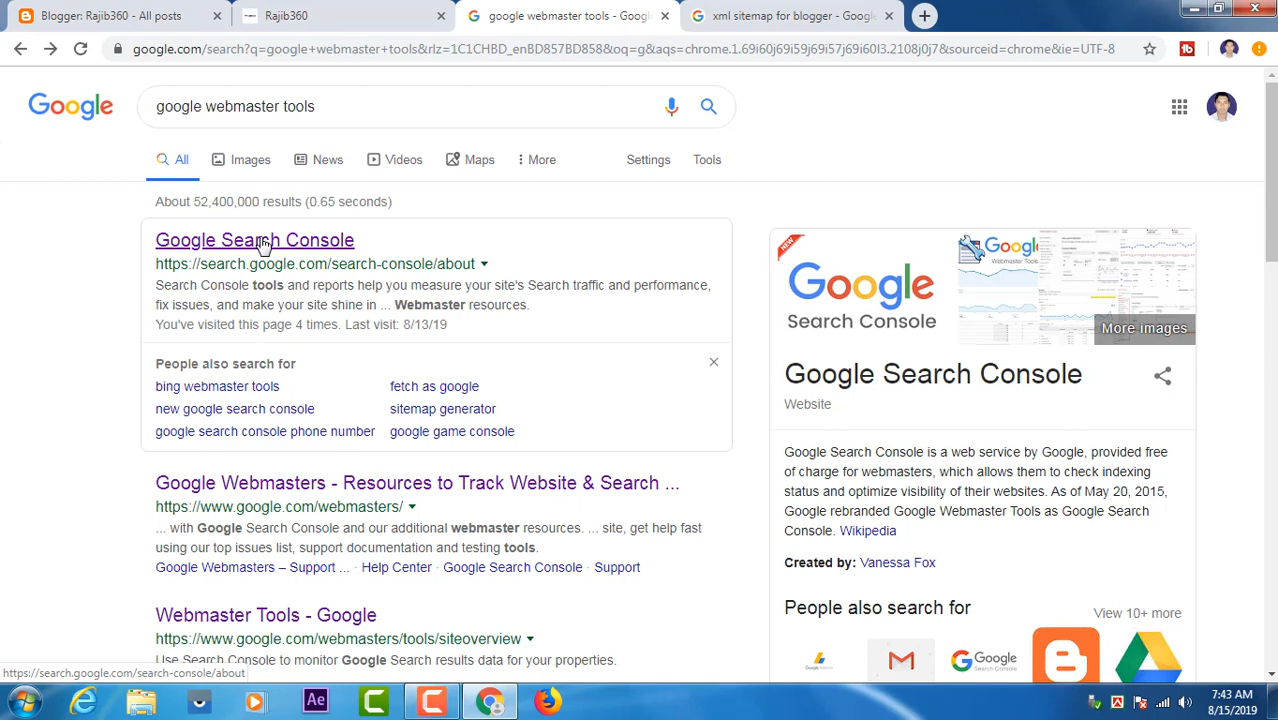 Blogger: Rajib360 - All posts
Rajib360
google webmaster tools - Goog
xml sitemap for blogger - Google
google.com/search?q=google+webmaster+tools&rlz=1C1CHBD_enBD857BD858&oq=g&aqs=chrome.1.69i60j69i59j69i57j69i60l3.2108j0j7&sourceid=chrome&ie=UTF-8
Google
google webmaster tools
All
Images
News
Videos
Maps
More
Settings
Tools
About 52,400,000 results (0.65 seconds)
Google Search Console
https://search.google.com/search-console/about
Search Console tools and reports help you measure your site's Search traffic and performance,
fix issues, and make your site shine in ... webmaster resources.
You've visited this page 4 times. Last visit: 8/13/19
People also search for
bing webmaster tools
fetch as google
new google search console
sitemap generator
google search console phone number
google game console
Google Webmasters - Resources to Track Website & Search ...
https://www.google.com/webmasters/
... with Google Search Console and our additional webmaster resources. ... site, get help fast
using our top issues list, support documentation and testing tools.
Google Webmasters – Support ... · Help Center · Google Search Console · Support
Webmaster Tools - Google
https://www.google.com/webmasters/tools/siteoverview
Use Search Console to monitor Google Search results data for your properties.
https://search.google.com/search-console/about
Google
Search Console
Google
Webmaster Tools
More images
Google Search Console
Website
Google Search Console is a web service by Google, provided free
of charge for webmasters, which allows them to check indexing
status and optimize visibility of their websites. As of May 20, 2015,
Google rebranded Google Webmaster Tools as Google Search
Console. Wikipedia
Created by: Vanessa Fox
People also search for
View 10+ more
Google
Ae
7:43 AM
8/15/2019